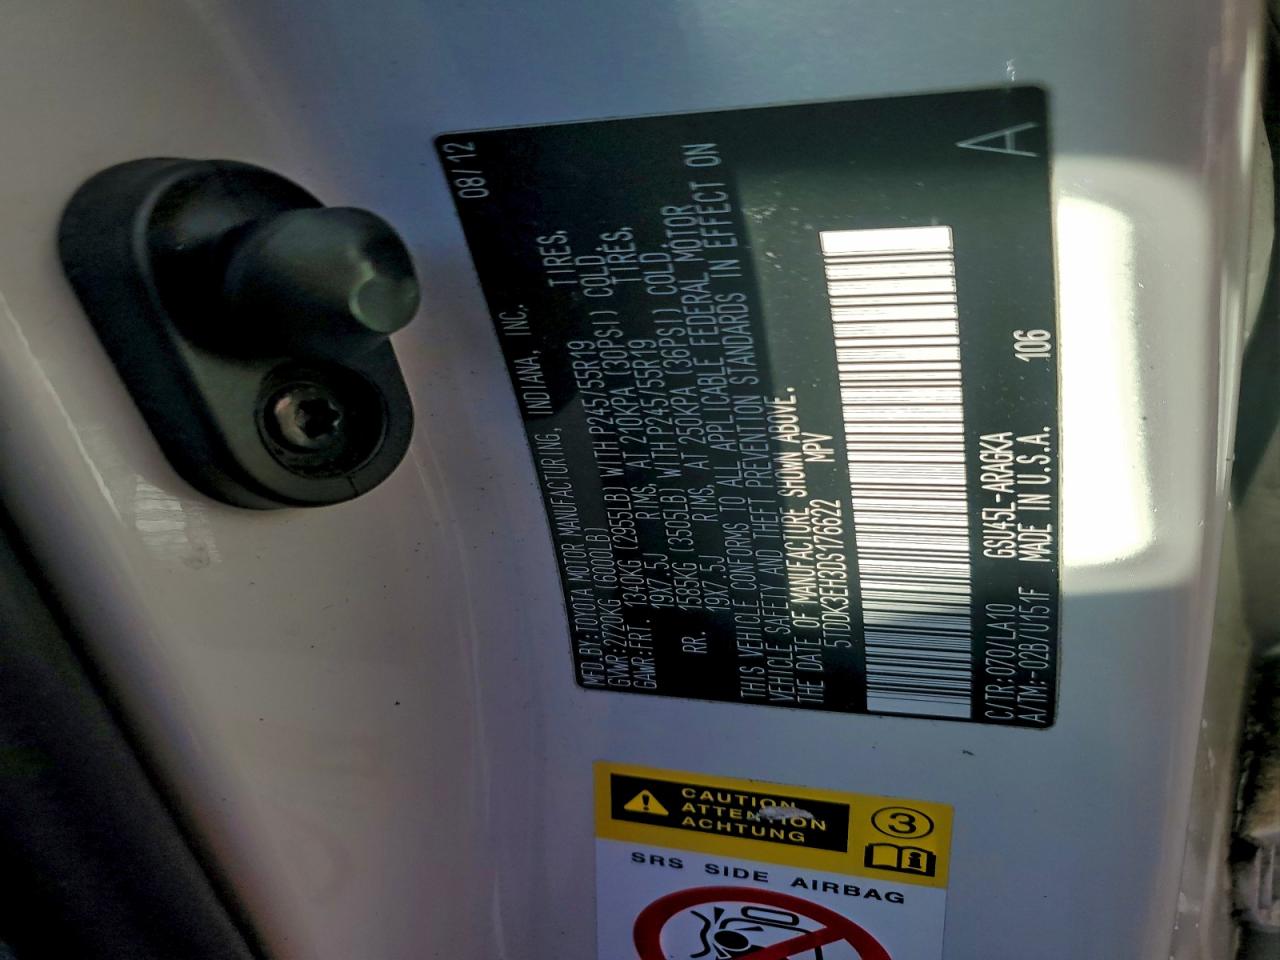 MFD.BY:TOYOTA MOTOR MANUFACTURING, INDIANA, INC. 08/12
GVWR:2720KG (6000LB)
GAWR:FRT. 1340KG (2955LB) WITH P245/55R19 TIRES,
19X7.5J RIMS, AT 210KPA (30PSI) COLD.
RR. 1585KG (3505LB) WITH P245/55R19 TIRES,
19X7.5J RIMS, AT 250KPA (36PSI) COLD.
THIS VEHICLE CONFORMS TO ALL APPLICABLE FEDERAL MOTOR
VEHICLE SAFETY AND THEFT PREVENTION STANDARDS IN EFFECT ON
THE DATE OF MANUFACTURE SHOWN ABOVE.
5TDDK3EH3DS176622 MPV
C/TR:070/LA10 GSU45L-ARAGKA
A/TM:-02B/U151F MADE IN U.S.A. 106
A
CAUTION
ATTENTION
ACHTUNG
3
SRS SIDE AIRBAG